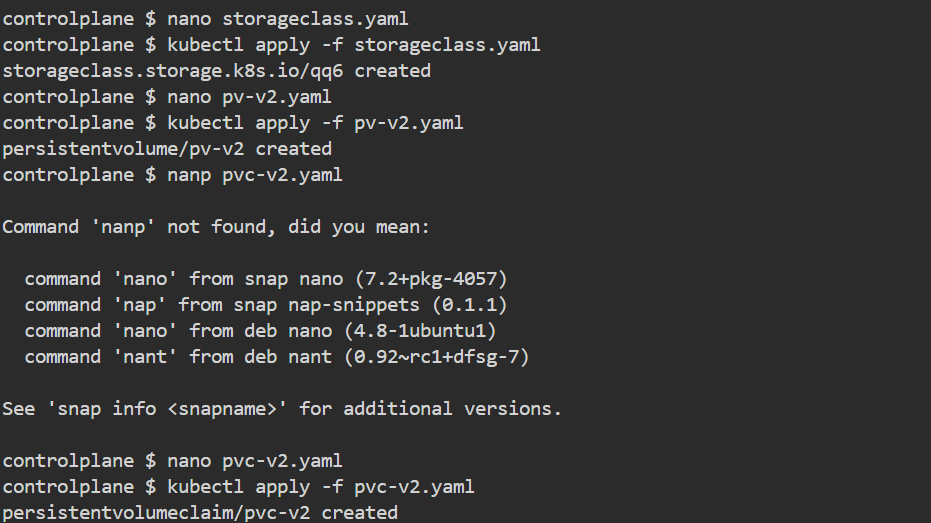 controlplane $ nano storageclass.yaml
controlplane $ kubectl apply -f storageclass.yaml
storageclass.storage.k8s.io/qq6 created
controlplane $ nano pv-v2.yaml
controlplane $ kubectl apply -f pv-v2.yaml
persistentvolume/pv-v2 created
controlplane $ nanp pvc-v2.yaml
Command 'nanp' not found, did you mean:
command 'nano' from snap nano (7.2+pkg-4057)
command 'nap' from snap nap-snippets (0.1.1)
command 'nano' from deb nano (4.8-1ubuntu1)
command 'nant' from deb nant (0.92~rc1+dfsg-7)
See 'snap info <snapname>' for additional versions.
controlplane $ nano pvc-v2.yaml
controlplane $ kubectl apply -f pvc-v2.yaml
persistentvolumeclaim/pvc-v2 created